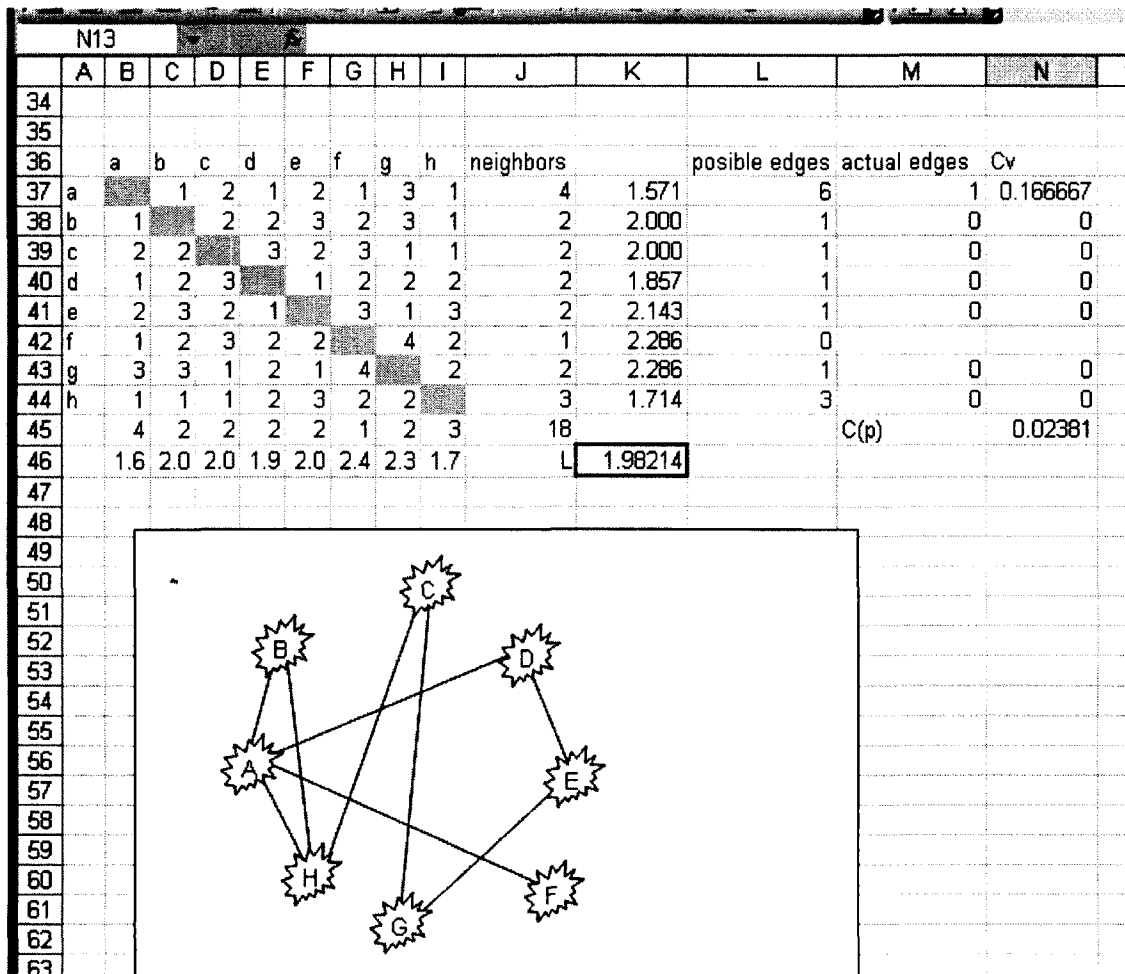 N13
A B C D E F G H I J K L M N
34
35
36 a b c d e f g h neighbors posible edges actual edges Cv
37 a 1 2 1 2 1 3 1 4 1.571 6 1 0.166667
38 b 1 2 2 3 2 3 1 2 2.000 1 0 0
39 c 2 2 3 2 3 1 1 2 2.000 1 0 0
40 d 1 2 3 1 2 2 2 2 1.857 1 0 0
41 e 2 3 2 1 3 1 3 2 2.143 1 0 0
42 f 1 2 3 2 2 4 2 1 2.286 0
43 g 3 3 1 2 1 4 2 2 2.286 1 0 0
44 h 1 1 1 2 3 2 2 3 1.714 3 0 0
45 4 2 2 2 2 1 2 3 18 C(p) 0.02381
46 1.6 2.0 2.0 1.9 2.0 2.4 2.3 1.7 L 1.98214
47
48
49
50 C
51
52 B
53 D
54
55
56 A
57 E
58
59
60 H F
61 G
62
63